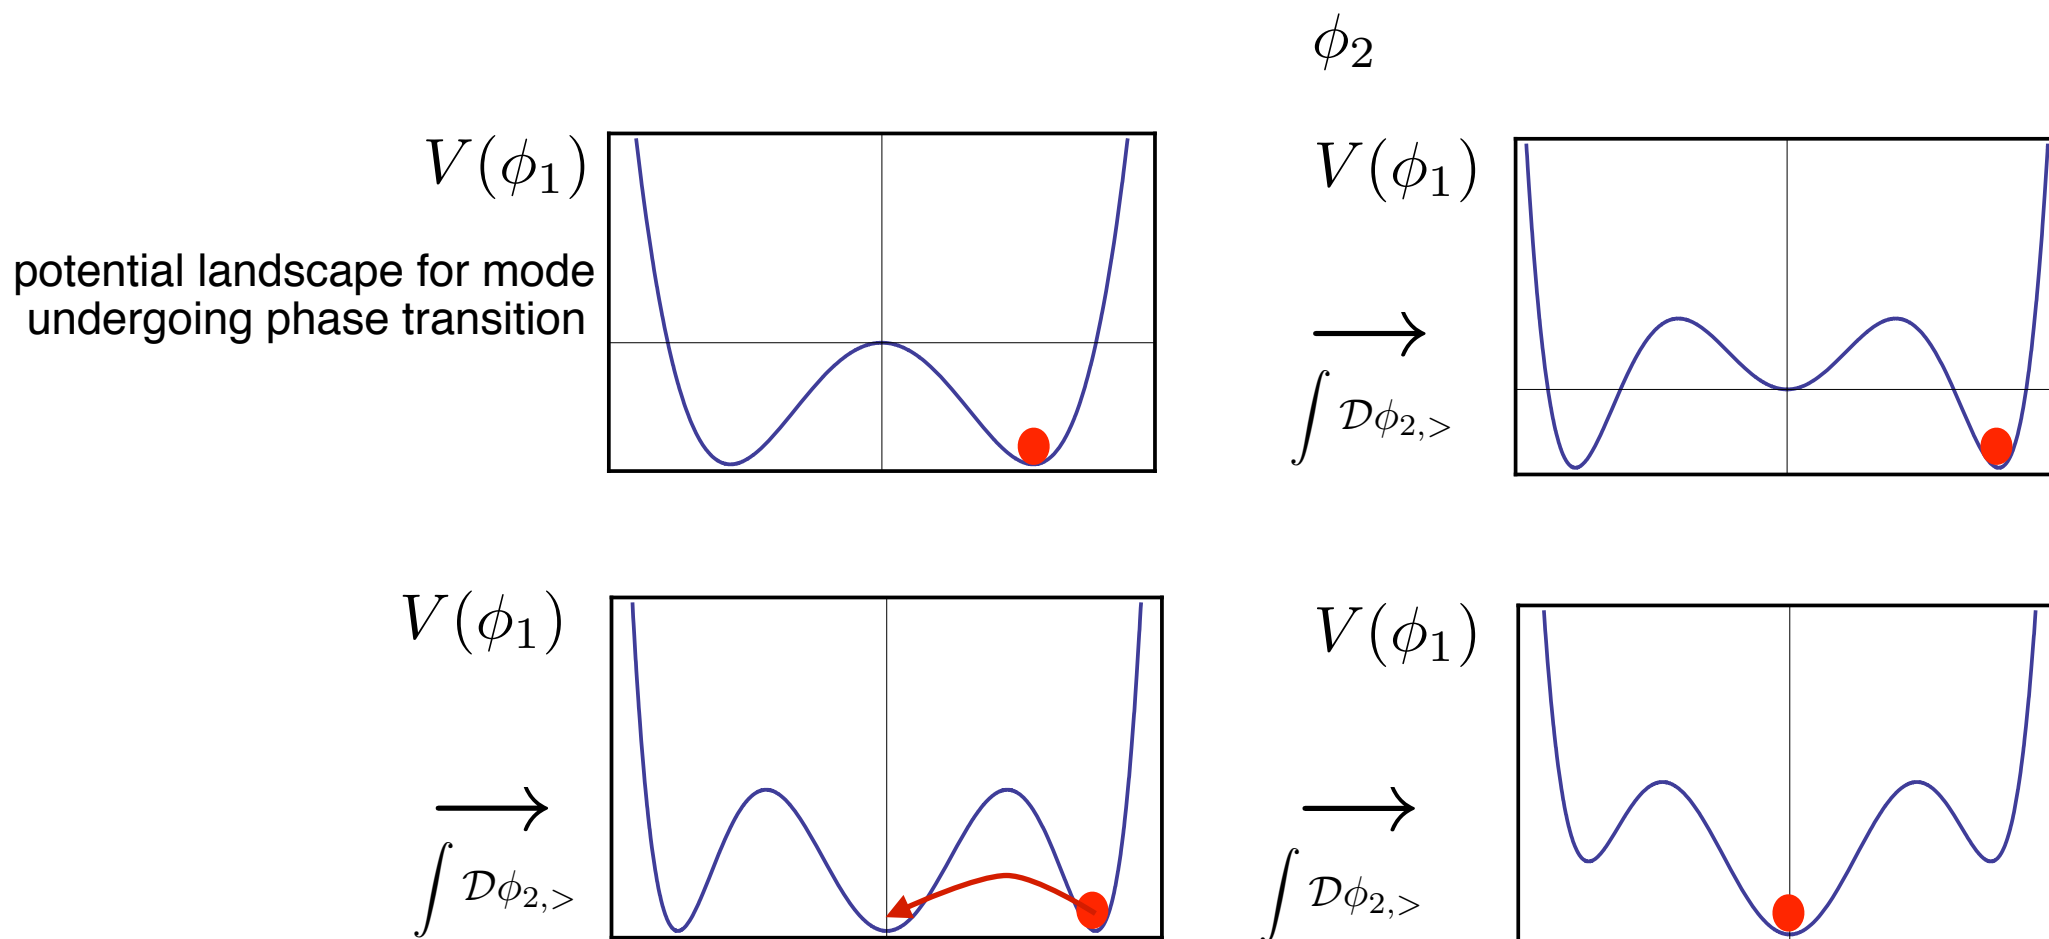 ϕ₂
V(ϕ₁)
V(ϕ₁)
potential landscape for mode
undergoing phase transition
⟶
∫ 𝒟ϕ₂,>
V(ϕ₁)
V(ϕ₁)
⟶
⟶
∫ 𝒟ϕ₂,>
∫ 𝒟ϕ₂,>